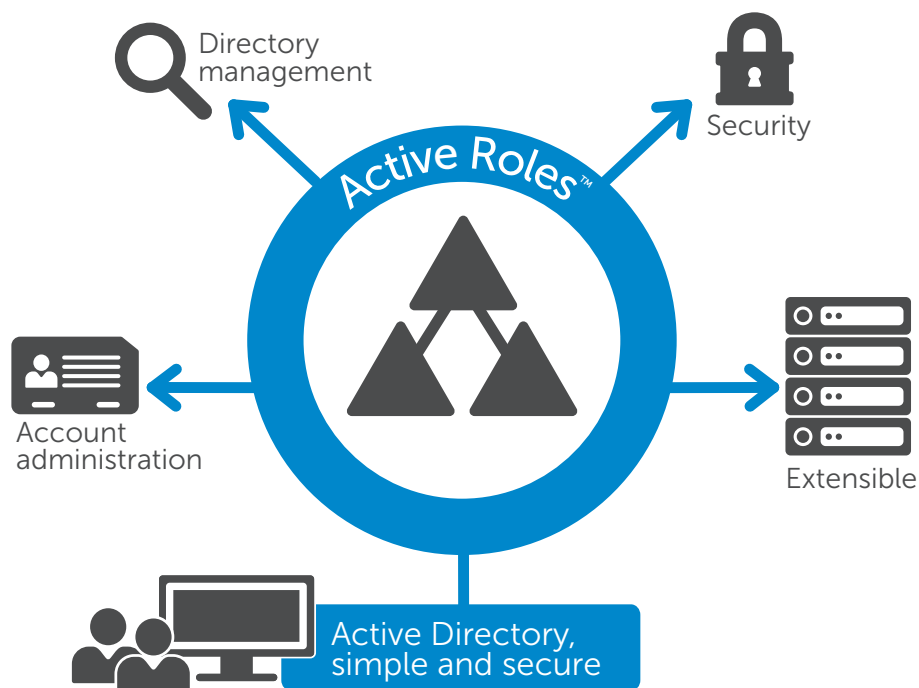 Directory
management
Security
Active Roles™
Account
administration
Extensible
Active Directory,
simple and secure